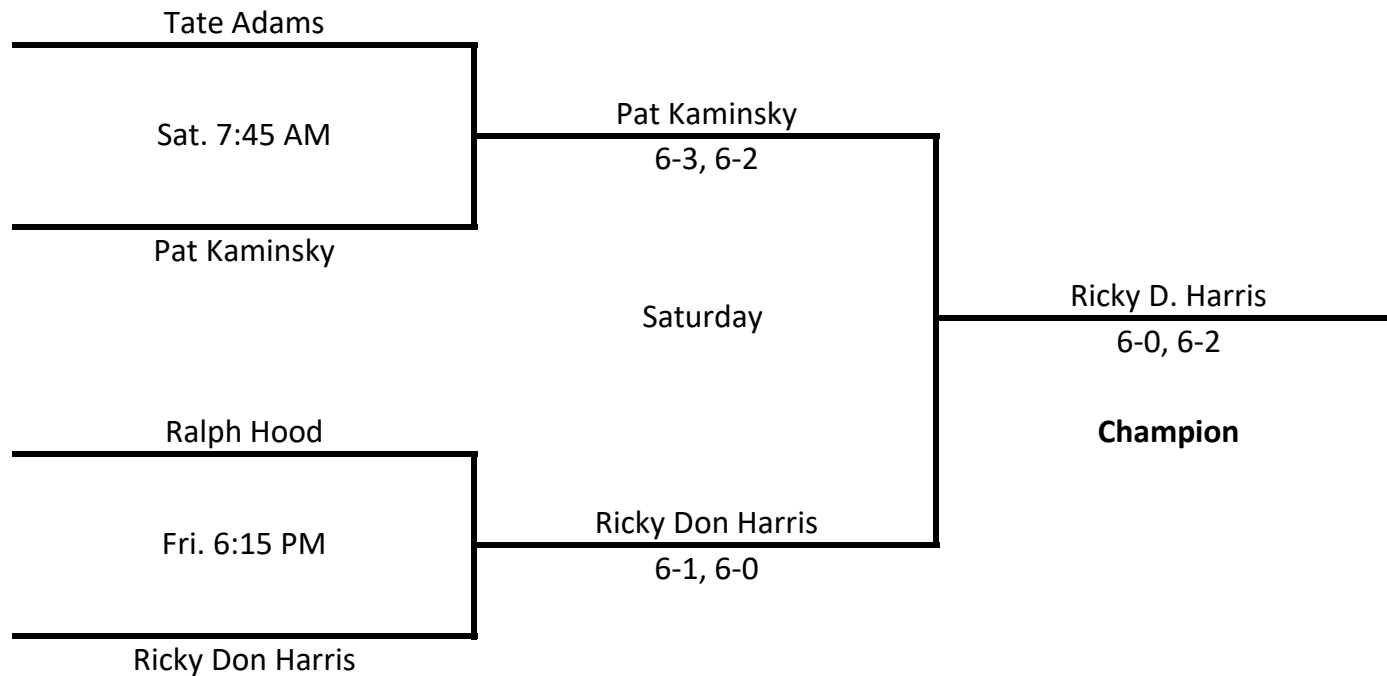 Tate Adams
Sat. 7:45 AM
Pat Kaminsky
Pat Kaminsky
6-3, 6-2
Saturday
Ralph Hood
Fri. 6:15 PM
Ricky Don Harris
Ricky Don Harris
6-1, 6-0
Ricky D. Harris
6-0, 6-2
Champion